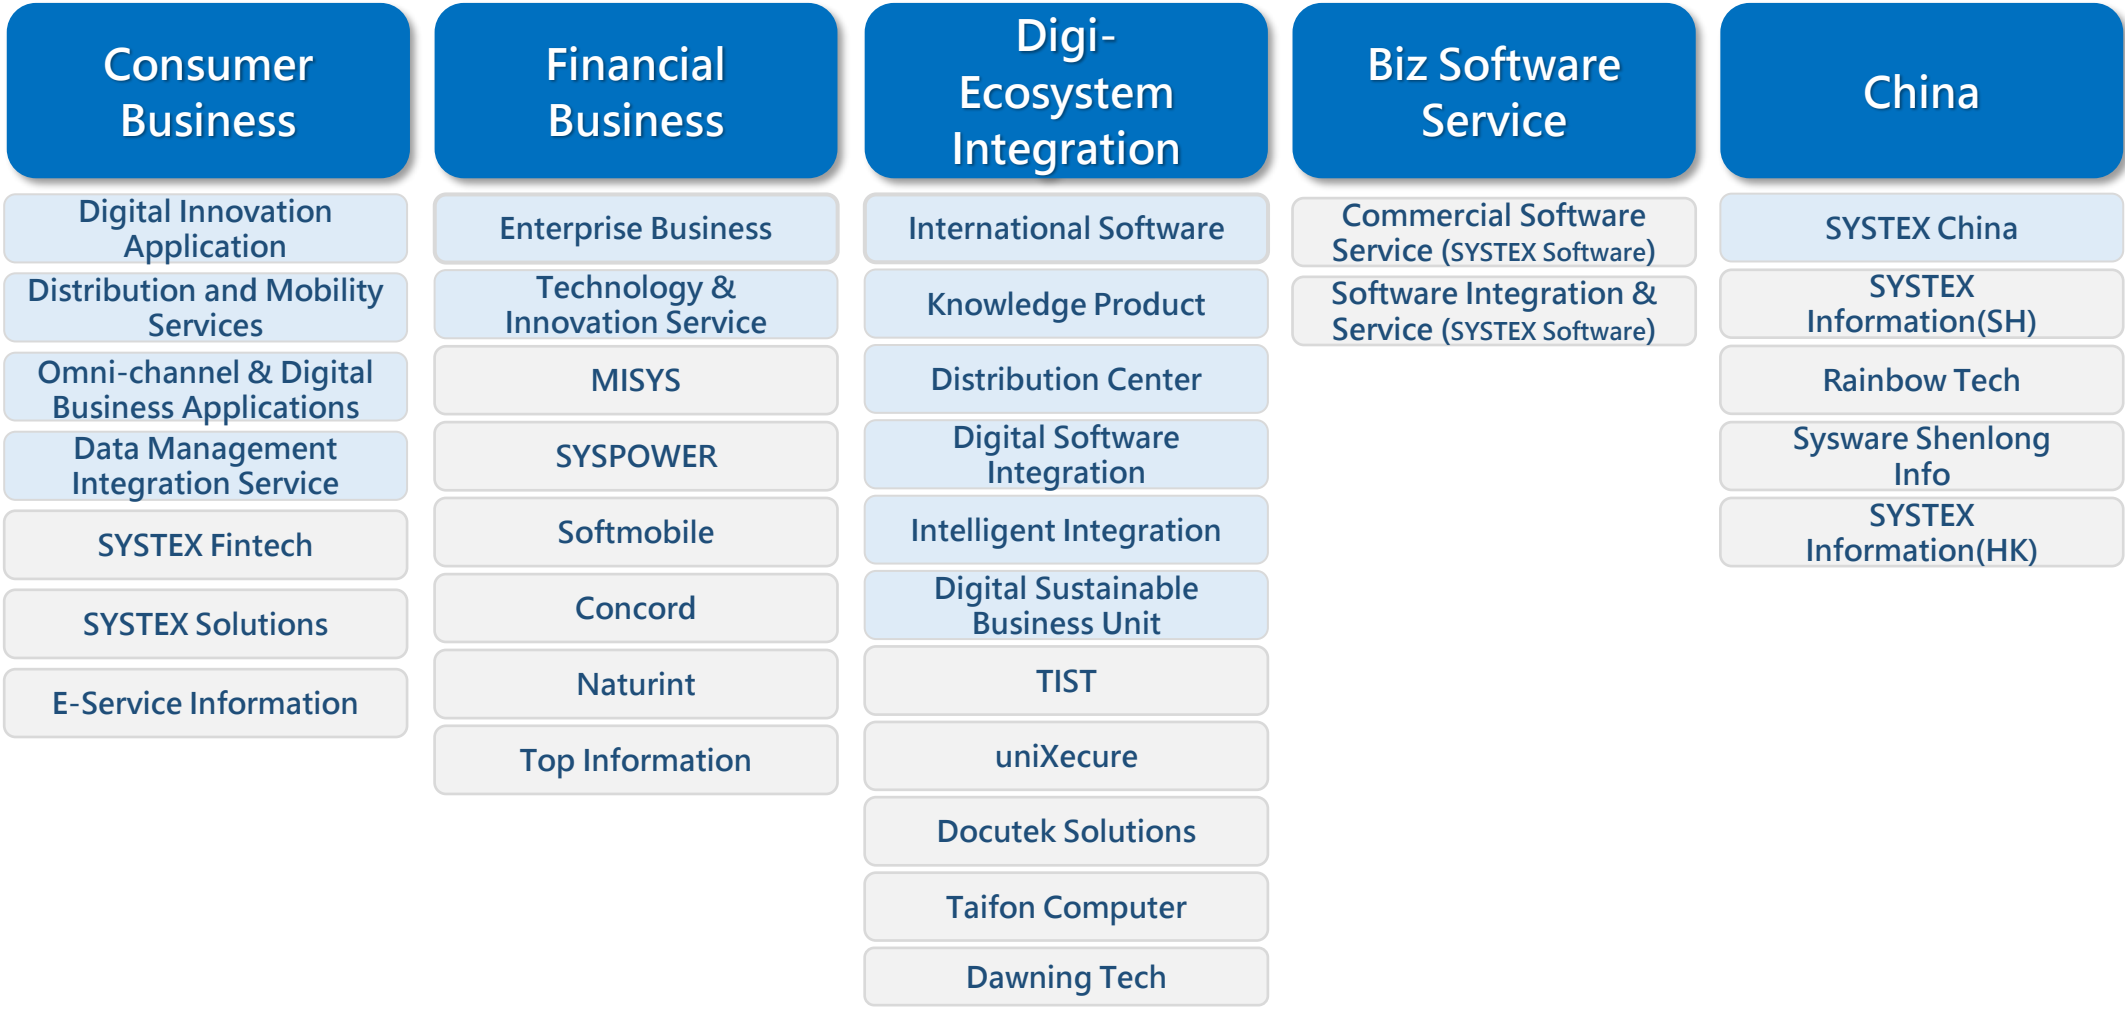 Consumer
Business
Digital Innovation
Application
Distribution and Mobility
Services
Omni-channel & Digital
Business Applications
Data Management
Integration Service
SYSTEX Fintech
SYSTEX Solutions
E-Service Information
Financial
Business
Enterprise Business
Technology &
Innovation Service
MISYS
SYSPOWER
Softmobile
Concord
Naturint
Top Information
Digi-
Ecosystem
Integration
International Software
Knowledge Product
Distribution Center
Digital Software
Integration
Intelligent Integration
Digital Sustainable
Business Unit
TIST
uniXecure
Docutek Solutions
Taifon Computer
Dawning Tech
Biz Software
Service
Commercial Software
Service (SYSTEX Software)
Software Integration &
Service (SYSTEX Software)
China
SYSTEX China
SYSTEX
Information(SH)
Rainbow Tech
Sysware Shenlong
Info
SYSTEX
Information(HK)